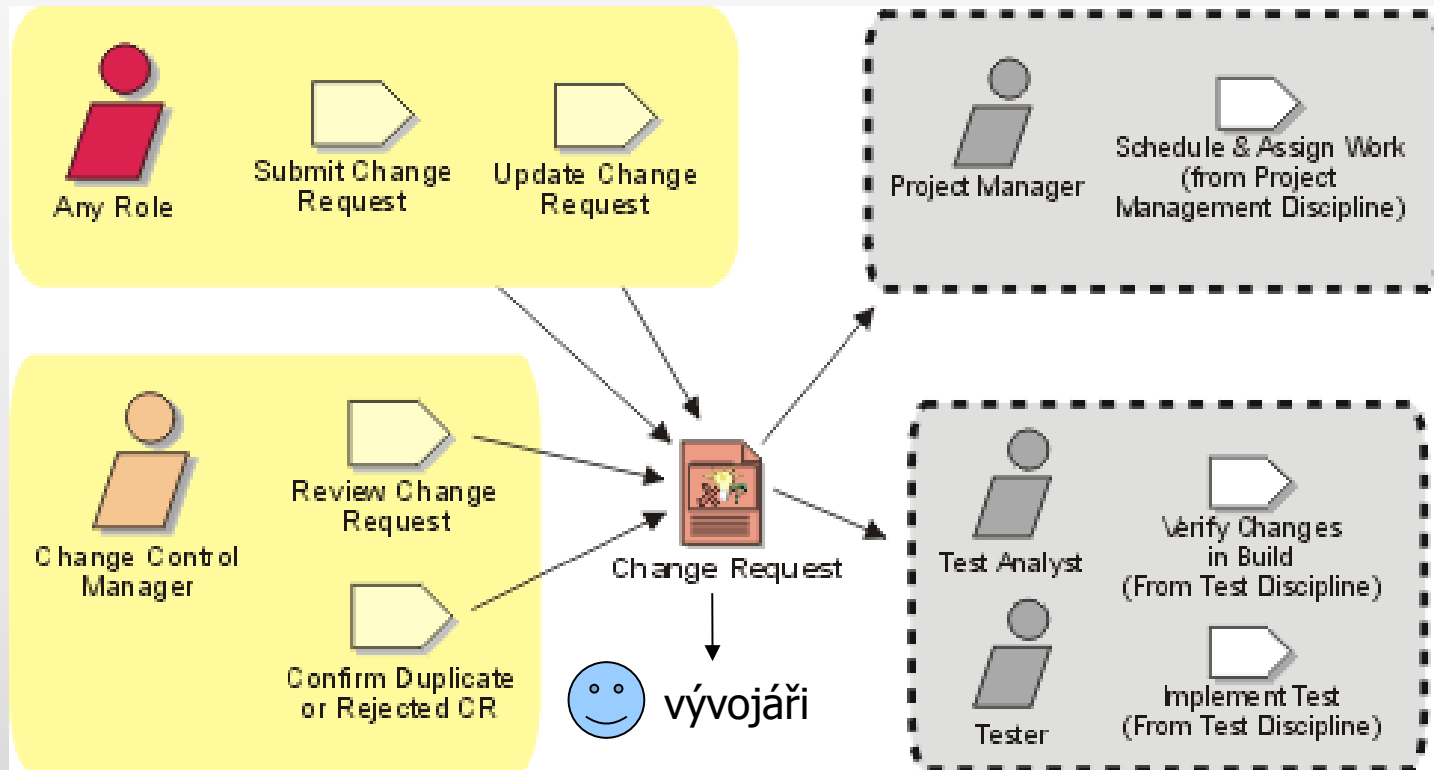 Any Role
Submit Change
Request
Update Change
Request
Project Manager
Schedule & Assign Work
(from Project
Management Discipline)
Change Control
Manager
Review Change
Request
Confirm Duplicate
or Rejected CR
Change Request
vývojáři
Test Analyst
Verify Changes
in Build
(From Test Discipline)
Tester
Implement Test
(From Test Discipline)